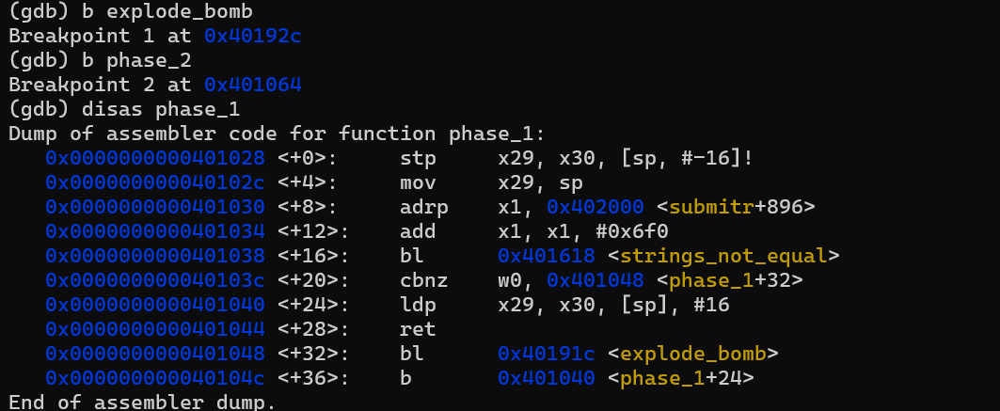 (gdb) b explode_bomb
Breakpoint 1 at 0x40192c
(gdb) b phase_2
Breakpoint 2 at 0x401064
(gdb) disas phase_1
Dump of assembler code for function phase_1:
   0x0000000000401028 <+0>:     stp     x29, x30, [sp, #-16]!
   0x000000000040102c <+4>:     mov     x29, sp
   0x0000000000401030 <+8>:     adrp    x1, 0x402000 <submitr+896>
   0x0000000000401034 <+12>:    add     x1, x1, #0x6f0
   0x0000000000401038 <+16>:    bl      0x401618 <strings_not_equal>
   0x000000000040103c <+20>:    cbnz    w0, 0x401048 <phase_1+32>
   0x0000000000401040 <+24>:    ldp     x29, x30, [sp], #16
   0x0000000000401044 <+28>:    ret
   0x0000000000401048 <+32>:    bl      0x40191c <explode_bomb>
   0x000000000040104c <+36>:    b       0x401040 <phase_1+24>
End of assembler dump.